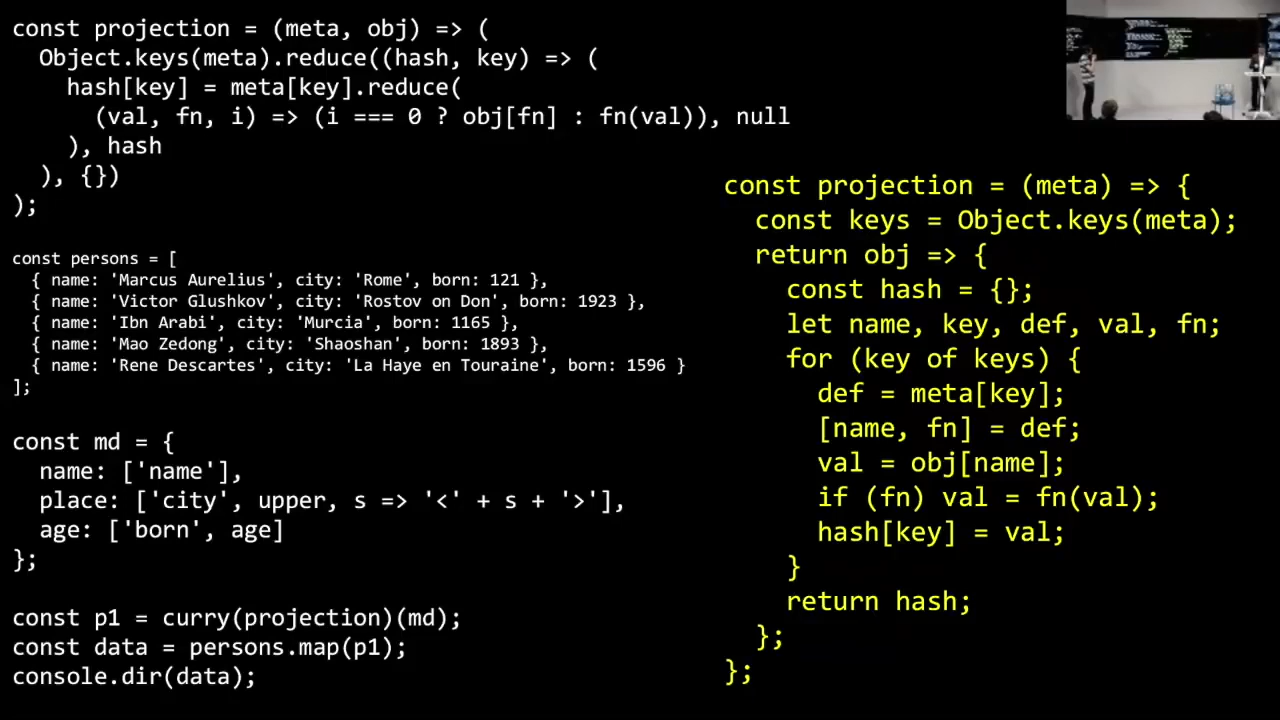 const projection = (meta, obj) => (
  Object.keys(meta).reduce((hash, key) => (
    hash[key] = meta[key].reduce(
      (val, fn, i) => (i === 0 ? obj[fn] : fn(val)), null
    ), hash
  ), {})
);
const persons = [
  { name: 'Marcus Aurelius', city: 'Rome', born: 121 },
  { name: 'Victor Glushkov', city: 'Rostov on Don', born: 1923 },
  { name: 'Ibn Arabi', city: 'Murcia', born: 1165 },
  { name: 'Mao Zedong', city: 'Shaoshan', born: 1893 },
  { name: 'Rene Descartes', city: 'La Haye en Touraine', born: 1596 }
];
const md = {
  name: ['name'],
  place: ['city', upper, s => '<' + s + '>'],
  age: ['born', age]
};
const p1 = curry(projection)(md);
const data = persons.map(p1);
console.dir(data);
const projection = (meta) => {
  const keys = Object.keys(meta);
  return obj => {
    const hash = {};
    let name, key, def, val, fn;
    for (key of keys) {
      def = meta[key];
      [name, fn] = def;
      val = obj[name];
      if (fn) val = fn(val);
      hash[key] = val;
    }
    return hash;
  };
};